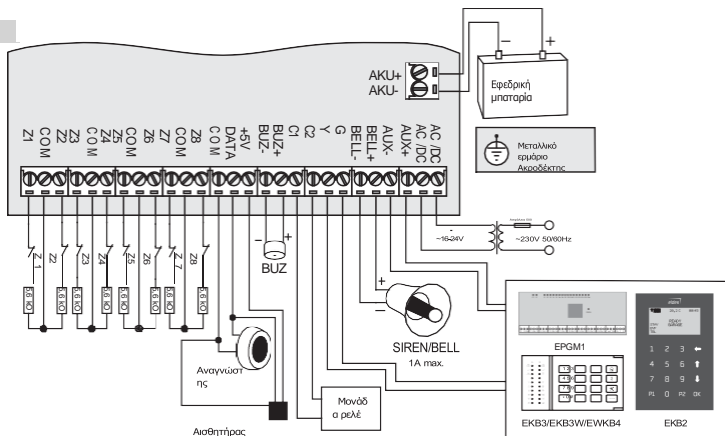 AKU+
AKU-
Εφεδρική
μπαταρία
Μεταλλικό
ερμάριο
Ακροδέκτης
Z1
COM
Z2
Z3
COM
Z4
Z5
COM
Z6
Z7
COM
Z8
COM
DATA
+5V
BUZ-
BUZ+
C1
C2
Y
G
BELL-
BELL+
AUX-
AUX+
AC /DC
AC /DC
~16-24V
~230V 50/60Hz
Z 1
Z2
Z3
Z4
Z5
Z6
Z 7
Z8
5,6 kΩ
5,6 kΩ
5,6 kΩ
5,6 kΩ
5,6 kΩ
5,6 kΩ
5,6 kΩ
5,6 kΩ
BUZ
SIREN/BELL
1A max.
Αναγνώστ
ης
Μονάδ
α ρελέ
Αισθητήρας
EPGM1
EKB3/EKB3W/EWKB4
READY
1 2 3
4 5 6
7 8 9
P1 0 P2 OK
EKB2